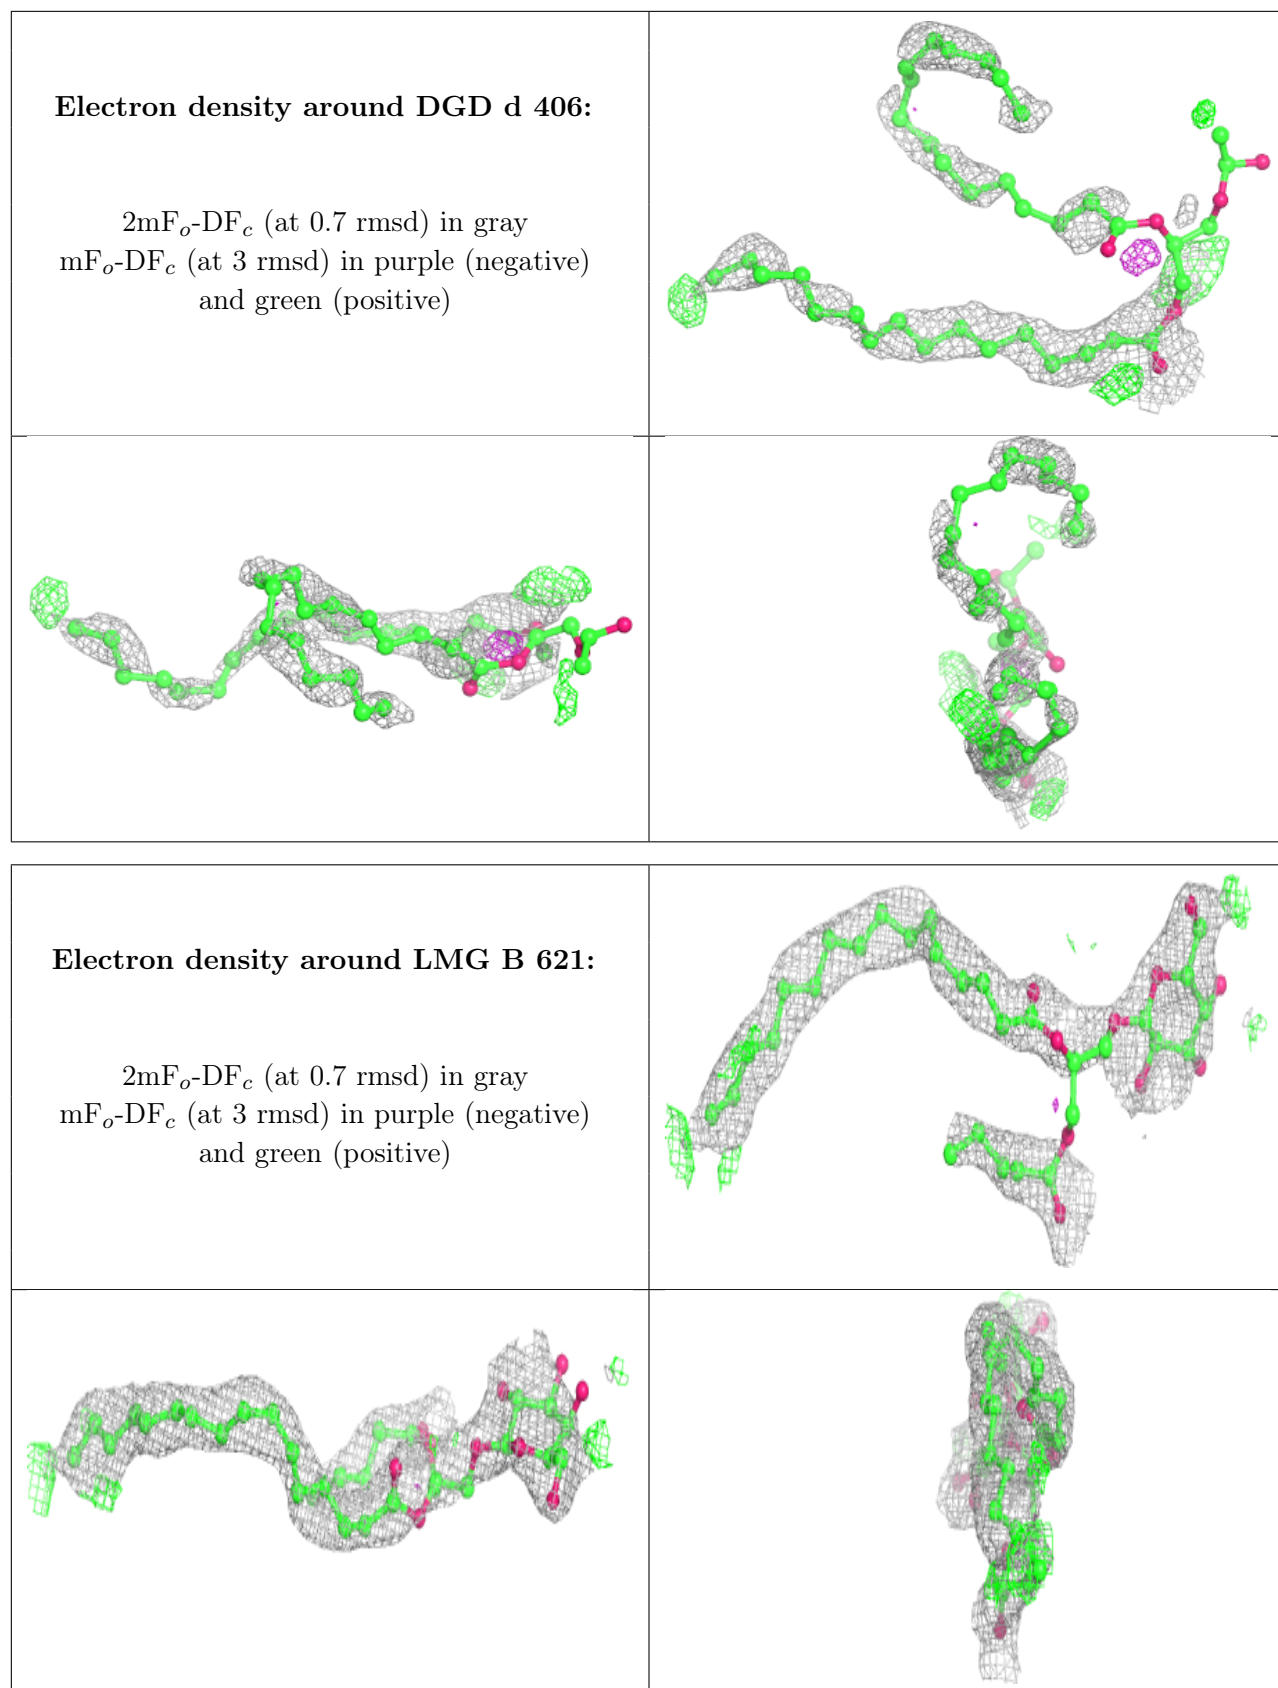 Electron density around DGD d 406:
2mFo-DFc (at 0.7 rmsd) in gray
mFo-DFc (at 3 rmsd) in purple (negative)
and green (positive)
Electron density around LMG B 621:
2mFo-DFc (at 0.7 rmsd) in gray
mFo-DFc (at 3 rmsd) in purple (negative)
and green (positive)